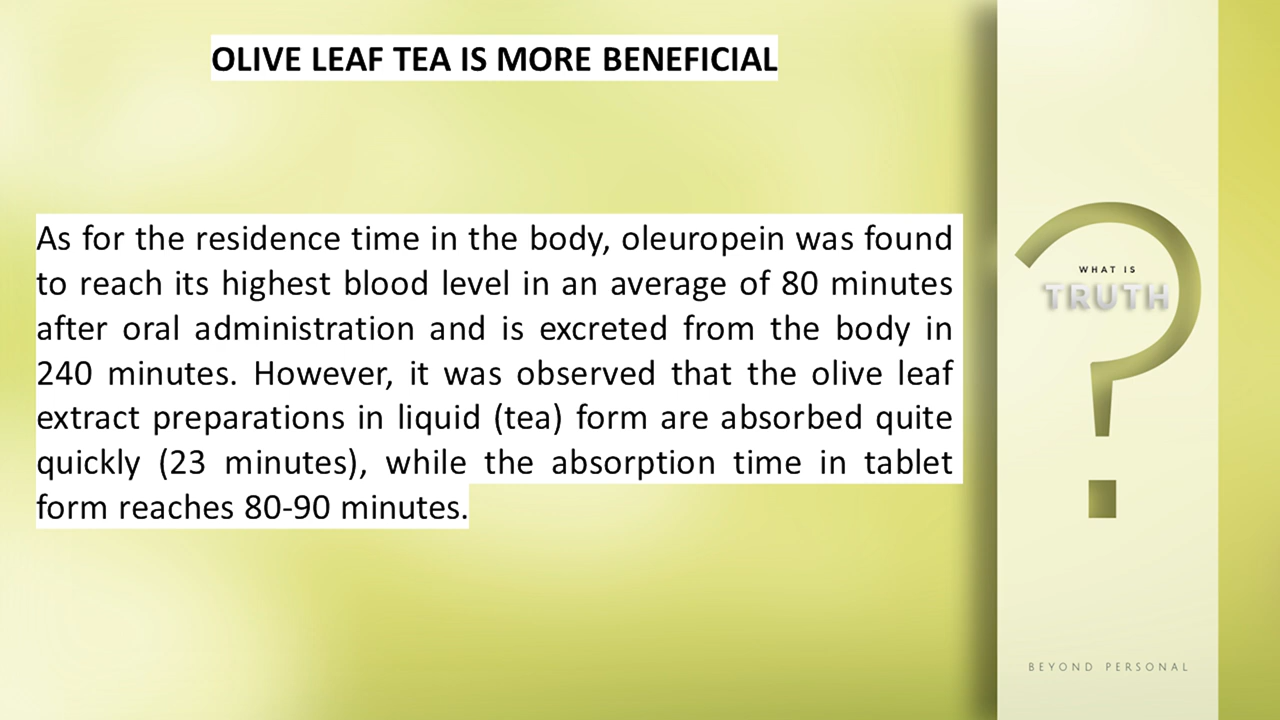 OLIVE LEAF TEA IS MORE BENEFICIAL
As for the residence time in the body, oleuropein was found
to reach its highest blood level in an average of 80 minutes
after oral administration and is excreted from the body in
240 minutes. However, it was observed that the olive leaf
extract preparations in liquid (tea) form are absorbed quite
quickly (23 minutes), while the absorption time in tablet
form reaches 80-90 minutes.
WHAT IS
TRUTH
BEYOND PERSONAL